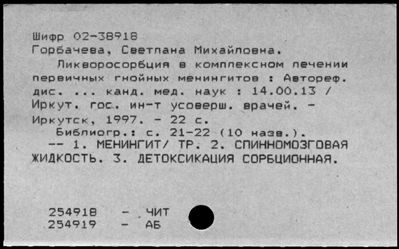 Шифр 02-38918
Горбачева, Светлана Михайловна.
Ликворосорбция в комплексном лечении
первичных гнойных менингитов : Автореф.
дис. ... канд. мед. наук : 14.00.13 /
Иркут. гос. ин-т усоверш. врачей. -
Иркутск, 1997. - 22 с.
Библиогр.: с. 21-22 (10 назв.).
-- 1. МЕНИНГИТ/ ТР. 2. СПИННОМОЗГОВАЯ
ЖИДКОСТЬ. 3. ДЕТОКСИКАЦИЯ СОРБЦИОННАЯ.
254918 - ЧИТ
254919 - АБ